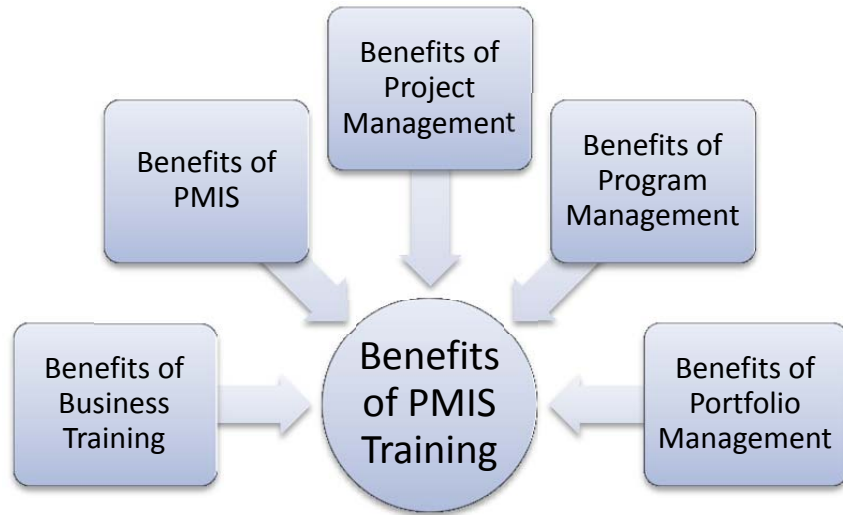 Benefits of
Project
Management
Benefits of
PMIS
Benefits of
Program
Management
Benefits of
Business
Training
Benefits
of PMIS
Training
Benefits of
Portfolio
Management